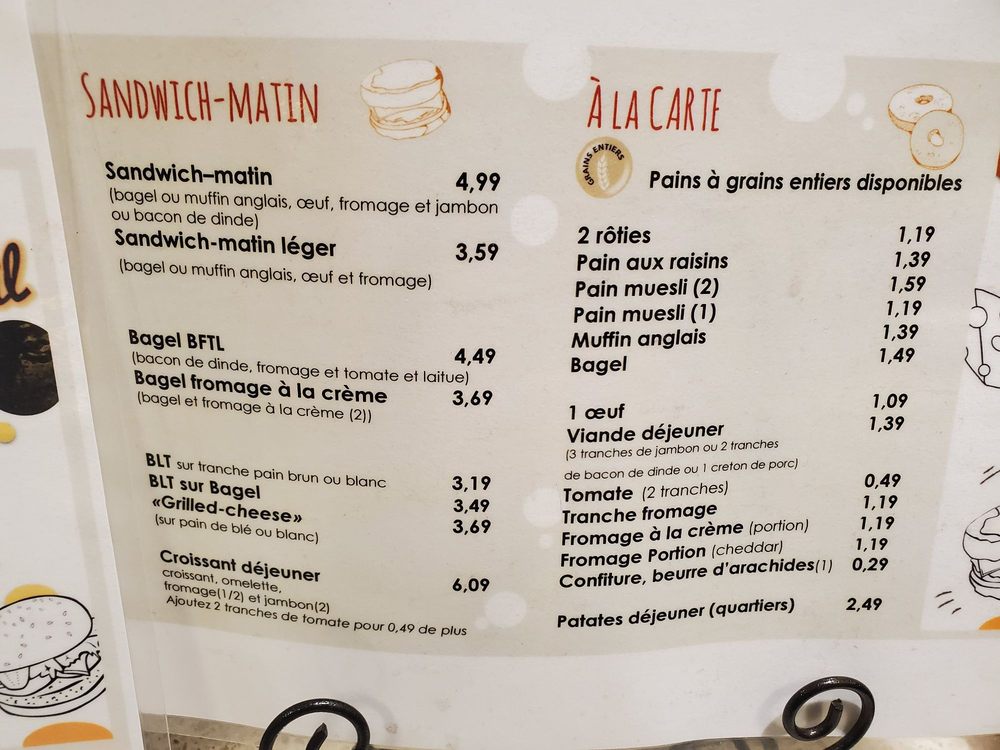 SANDWICH-MATIN
Sandwich–matin 4,99
(bagel ou muffin anglais, œuf, fromage et jambon
ou bacon de dinde)
Sandwich-matin léger 3,59
(bagel ou muffin anglais, œuf et fromage)
Bagel BFTL 4,49
(bacon de dinde, fromage et tomate et laitue)
Bagel fromage à la crème 3,69
(bagel et fromage à la crème (2))
BLT sur tranche pain brun ou blanc 3,19
BLT sur Bagel 3,49
«Grilled-cheese» 3,69
(sur pain de blé ou blanc)
Croissant déjeuner 6,09
croissant, omelette,
fromage(1/2) et jambon(2)
Ajoutez 2 tranches de tomate pour 0,49 de plus
À LA CARTE
GRAINS ENTIERS
Pains à grains entiers disponibles
2 rôties 1,19
Pain aux raisins 1,39
Pain muesli (2) 1,59
Pain muesli (1) 1,19
Muffin anglais 1,39
Bagel 1,49
1 œuf 1,09
Viande déjeuner 1,39
(3 tranches de jambon ou 2 tranches
de bacon de dinde ou 1 creton de porc)
Tomate (2 tranches) 0,49
Tranche fromage 1,19
Fromage à la crème (portion) 1,19
Fromage Portion (cheddar) 1,19
Confiture, beurre d'arachides(1) 0,29
Patates déjeuner (quartiers) 2,49